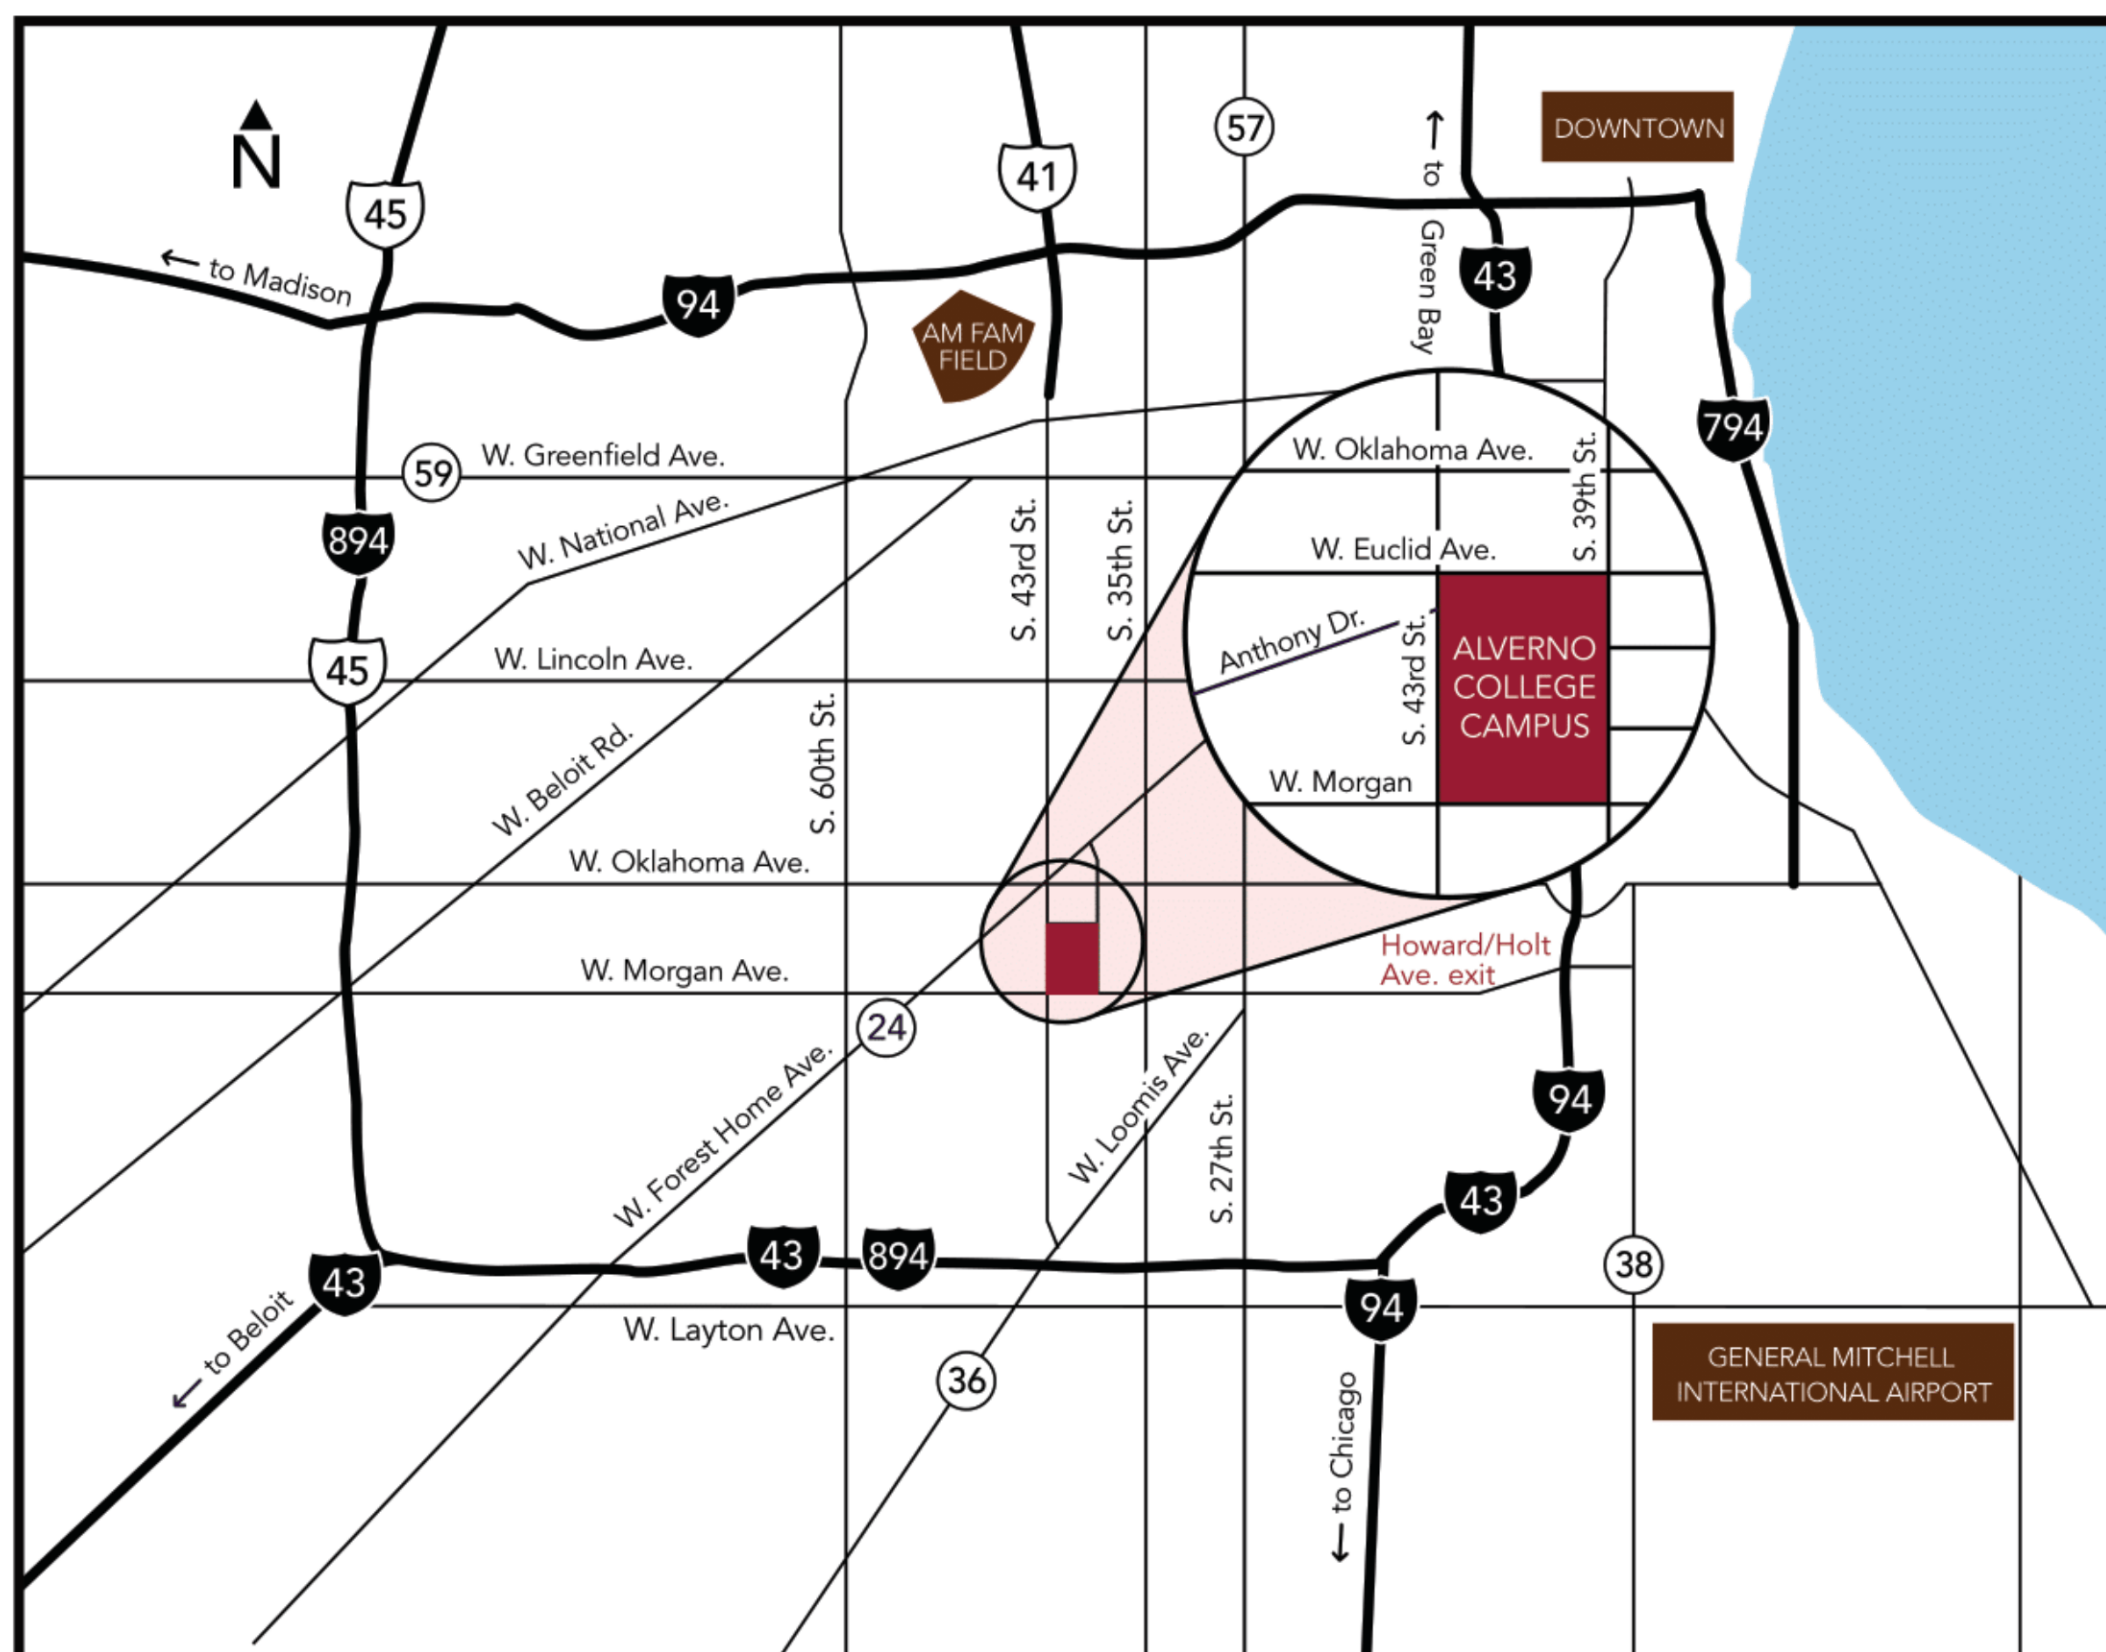 57
DOWNTOWN
41
N
45
← to Madison
94
to Green Bay →
43
AM FAM
FIELD
794
W. Greenfield Ave.
59
W. National Ave.
894
S. 43rd St.
S. 35th St.
W. Oklahoma Ave.
S. 39th St.
W. Euclid Ave.
Anthony Dr.
S. 43rd St.
ALVERNO
COLLEGE
CAMPUS
W. Morgan
W. Lincoln Ave.
45
S. 60th St.
W. Beloit Rd.
W. Oklahoma Ave.
W. Morgan Ave.
Howard/Holt
Ave. exit
24
W. Forest Home Ave.
W. Loomis Ave.
S. 27th St.
94
43
43
894
43
38
94
← to Beloit
W. Layton Ave.
36
← to Chicago
GENERAL MITCHELL
INTERNATIONAL AIRPORT